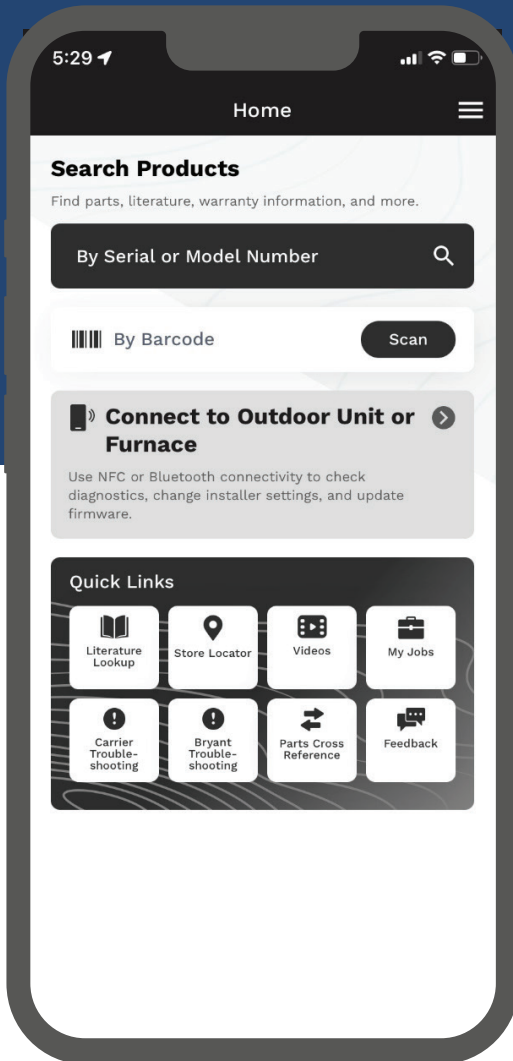 5:29
Home
Search Products
Find parts, literature, warranty information, and more.
By Serial or Model Number
By Barcode
Scan
Connect to Outdoor Unit or
Furnace
Use NFC or Bluetooth connectivity to check
diagnostics, change installer settings, and update
firmware.
Quick Links
Literature
Lookup
Store Locator
Videos
My Jobs
Carrier
Trouble-
shooting
Bryant
Trouble-
shooting
Parts Cross
Reference
Feedback